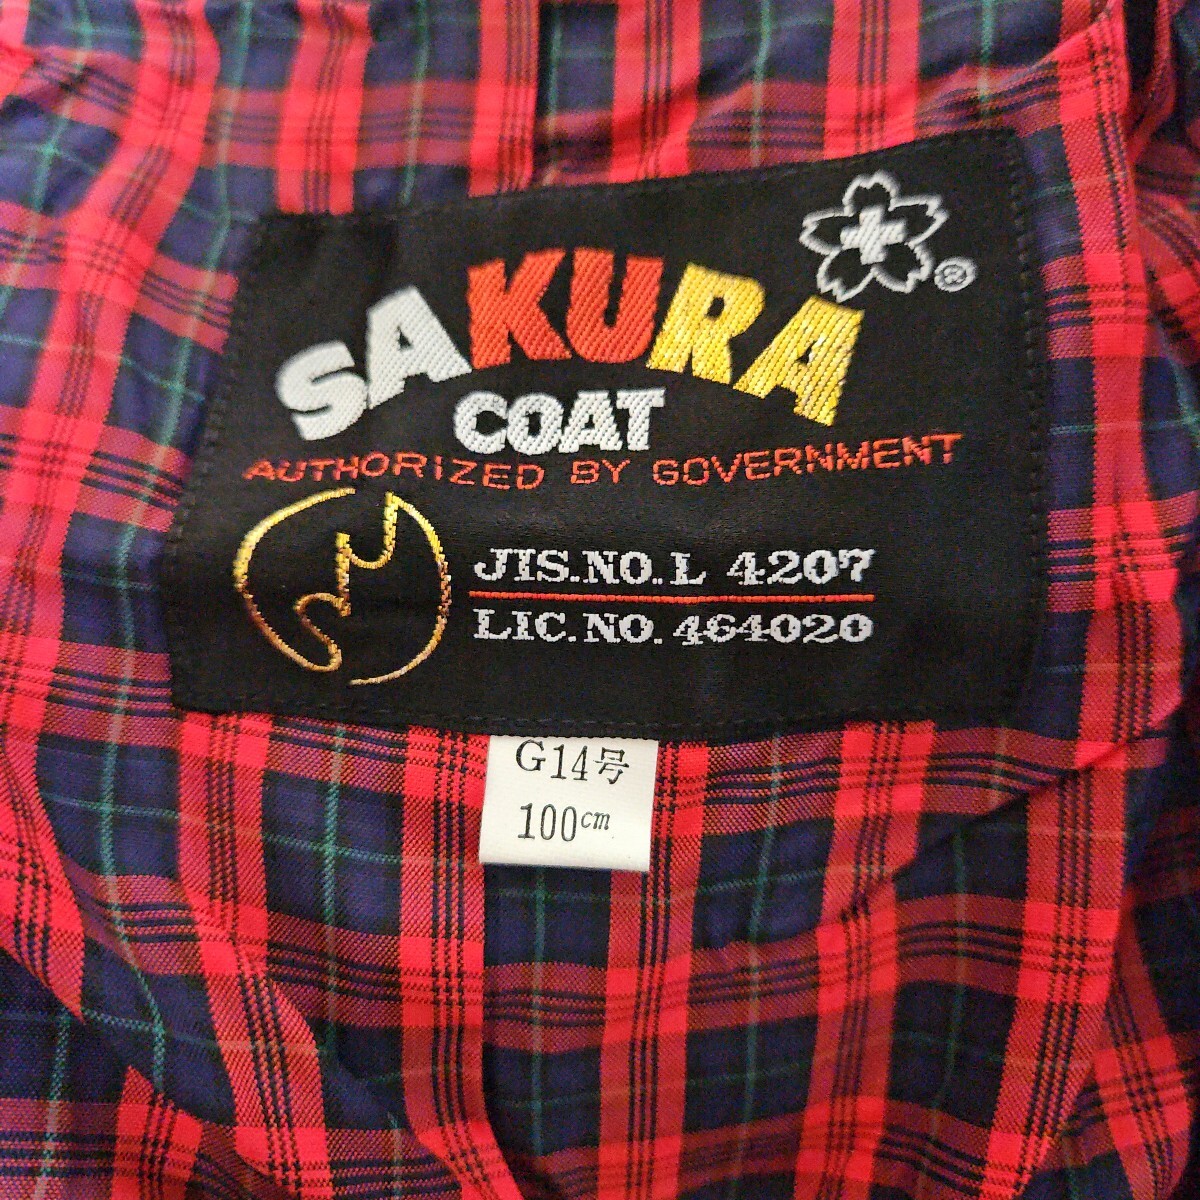 ®
SAKURA
COAT
AUTHORIZED BY GOVERNMENT
JIS.NO.L 4207
LIC.NO.464020
G14号
100cm